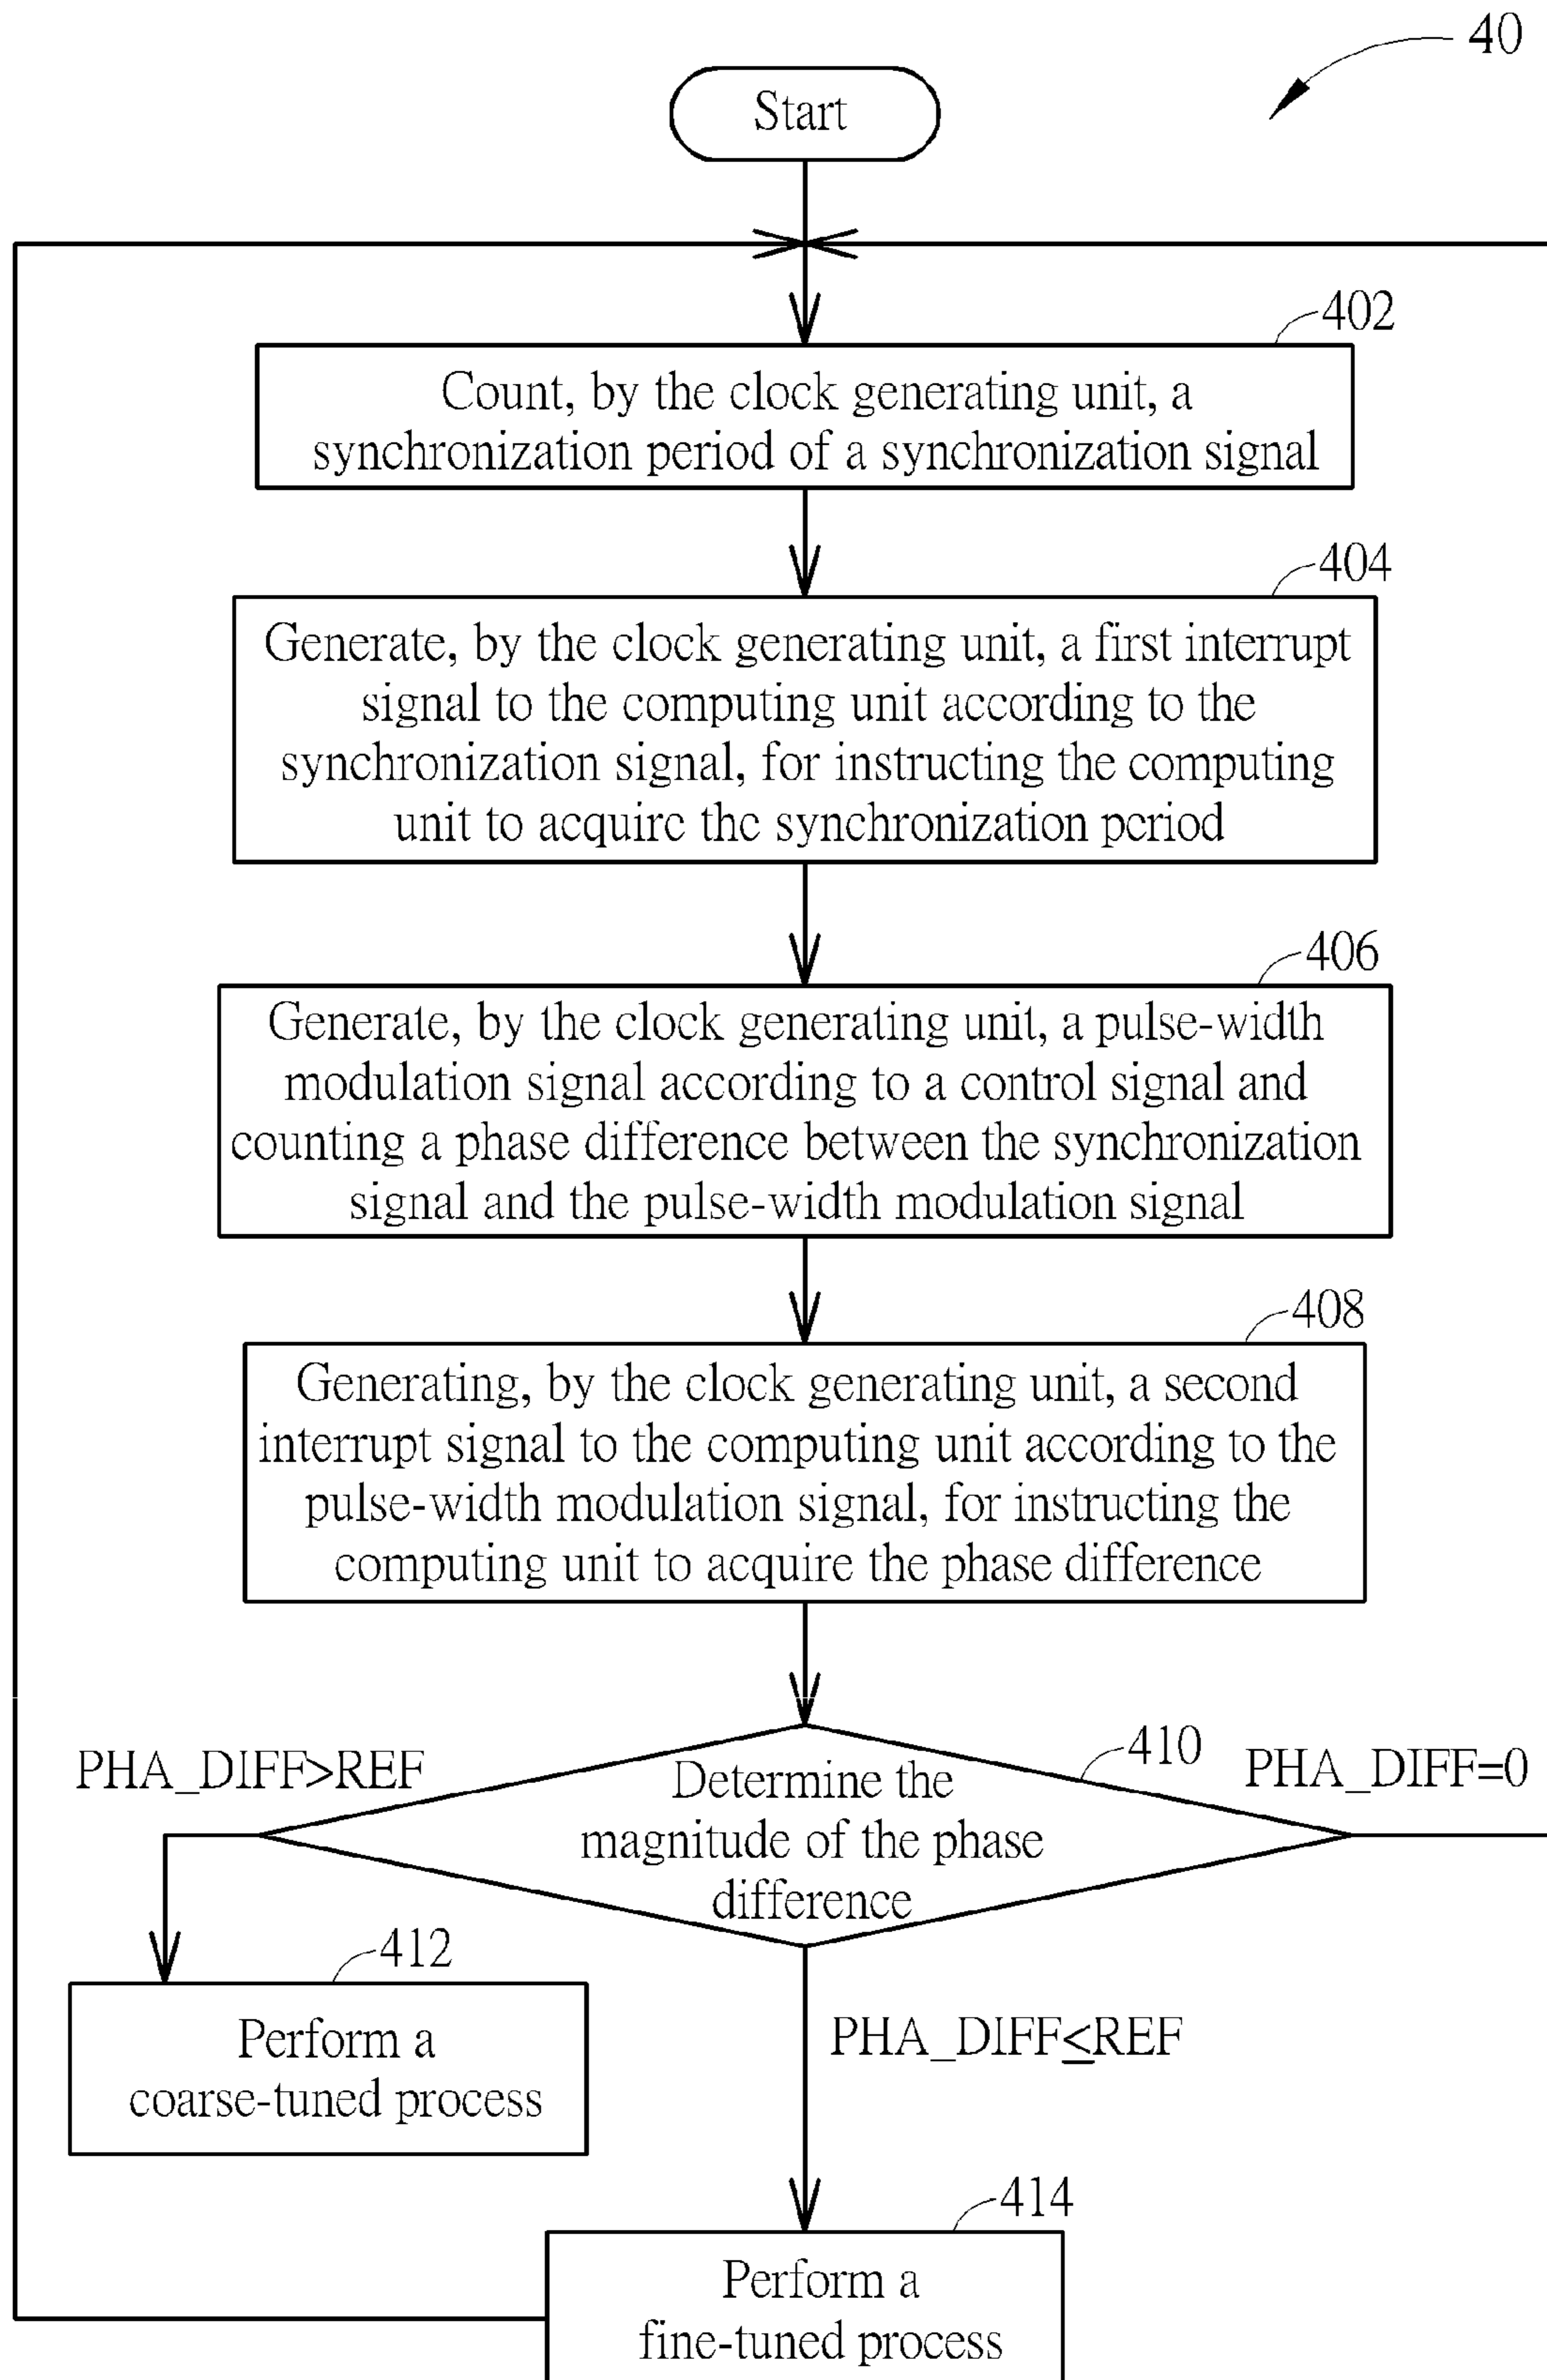 40
Start
402
Count, by the clock generating unit, a
synchronization period of a synchronization signal
404
Generate, by the clock generating unit, a first interrupt
signal to the computing unit according to the
synchronization signal, for instructing the computing
unit to acquire the synchronization period
406
Generate, by the clock generating unit, a pulse-width
modulation signal according to a control signal and
counting a phase difference between the synchronization
signal and the pulse-width modulation signal
408
Generating, by the clock generating unit, a second
interrupt signal to the computing unit according to the
pulse-width modulation signal, for instructing the
computing unit to acquire the phase difference
PHA_DIFF>REF
410
PHA_DIFF=0
Determine the
magnitude of the phase
difference
412
Perform a
coarse-tuned process
PHA_DIFF≤REF
414
Perform a
fine-tuned process